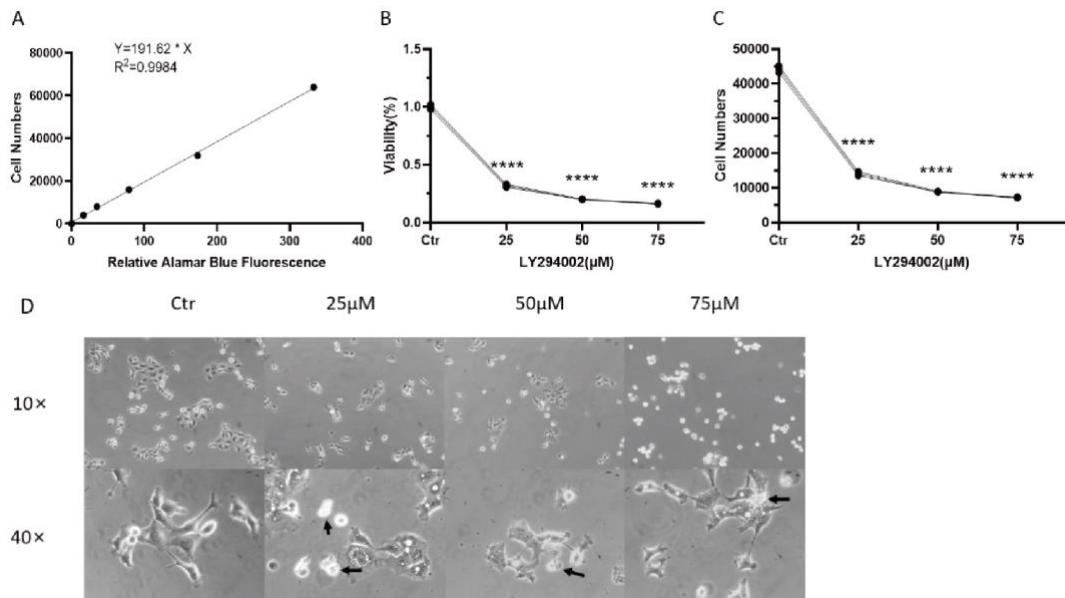 A
Y=191.62 * X
R²=0.9984
80000
60000
40000
20000
0
0 100 200 300 400
Cell Numbers
Relative Alamar Blue Fluorescence
B
1.5
1.0
0.5
0.0
Viability(%)
**** **** ****
Ctr 25 50 75
LY294002(μM)
C
50000
40000
30000
20000
10000
0
Cell Numbers
**** **** ****
Ctr 25 50 75
LY294002(μM)
D
Ctr 25μM 50μM 75μM
10×
40×